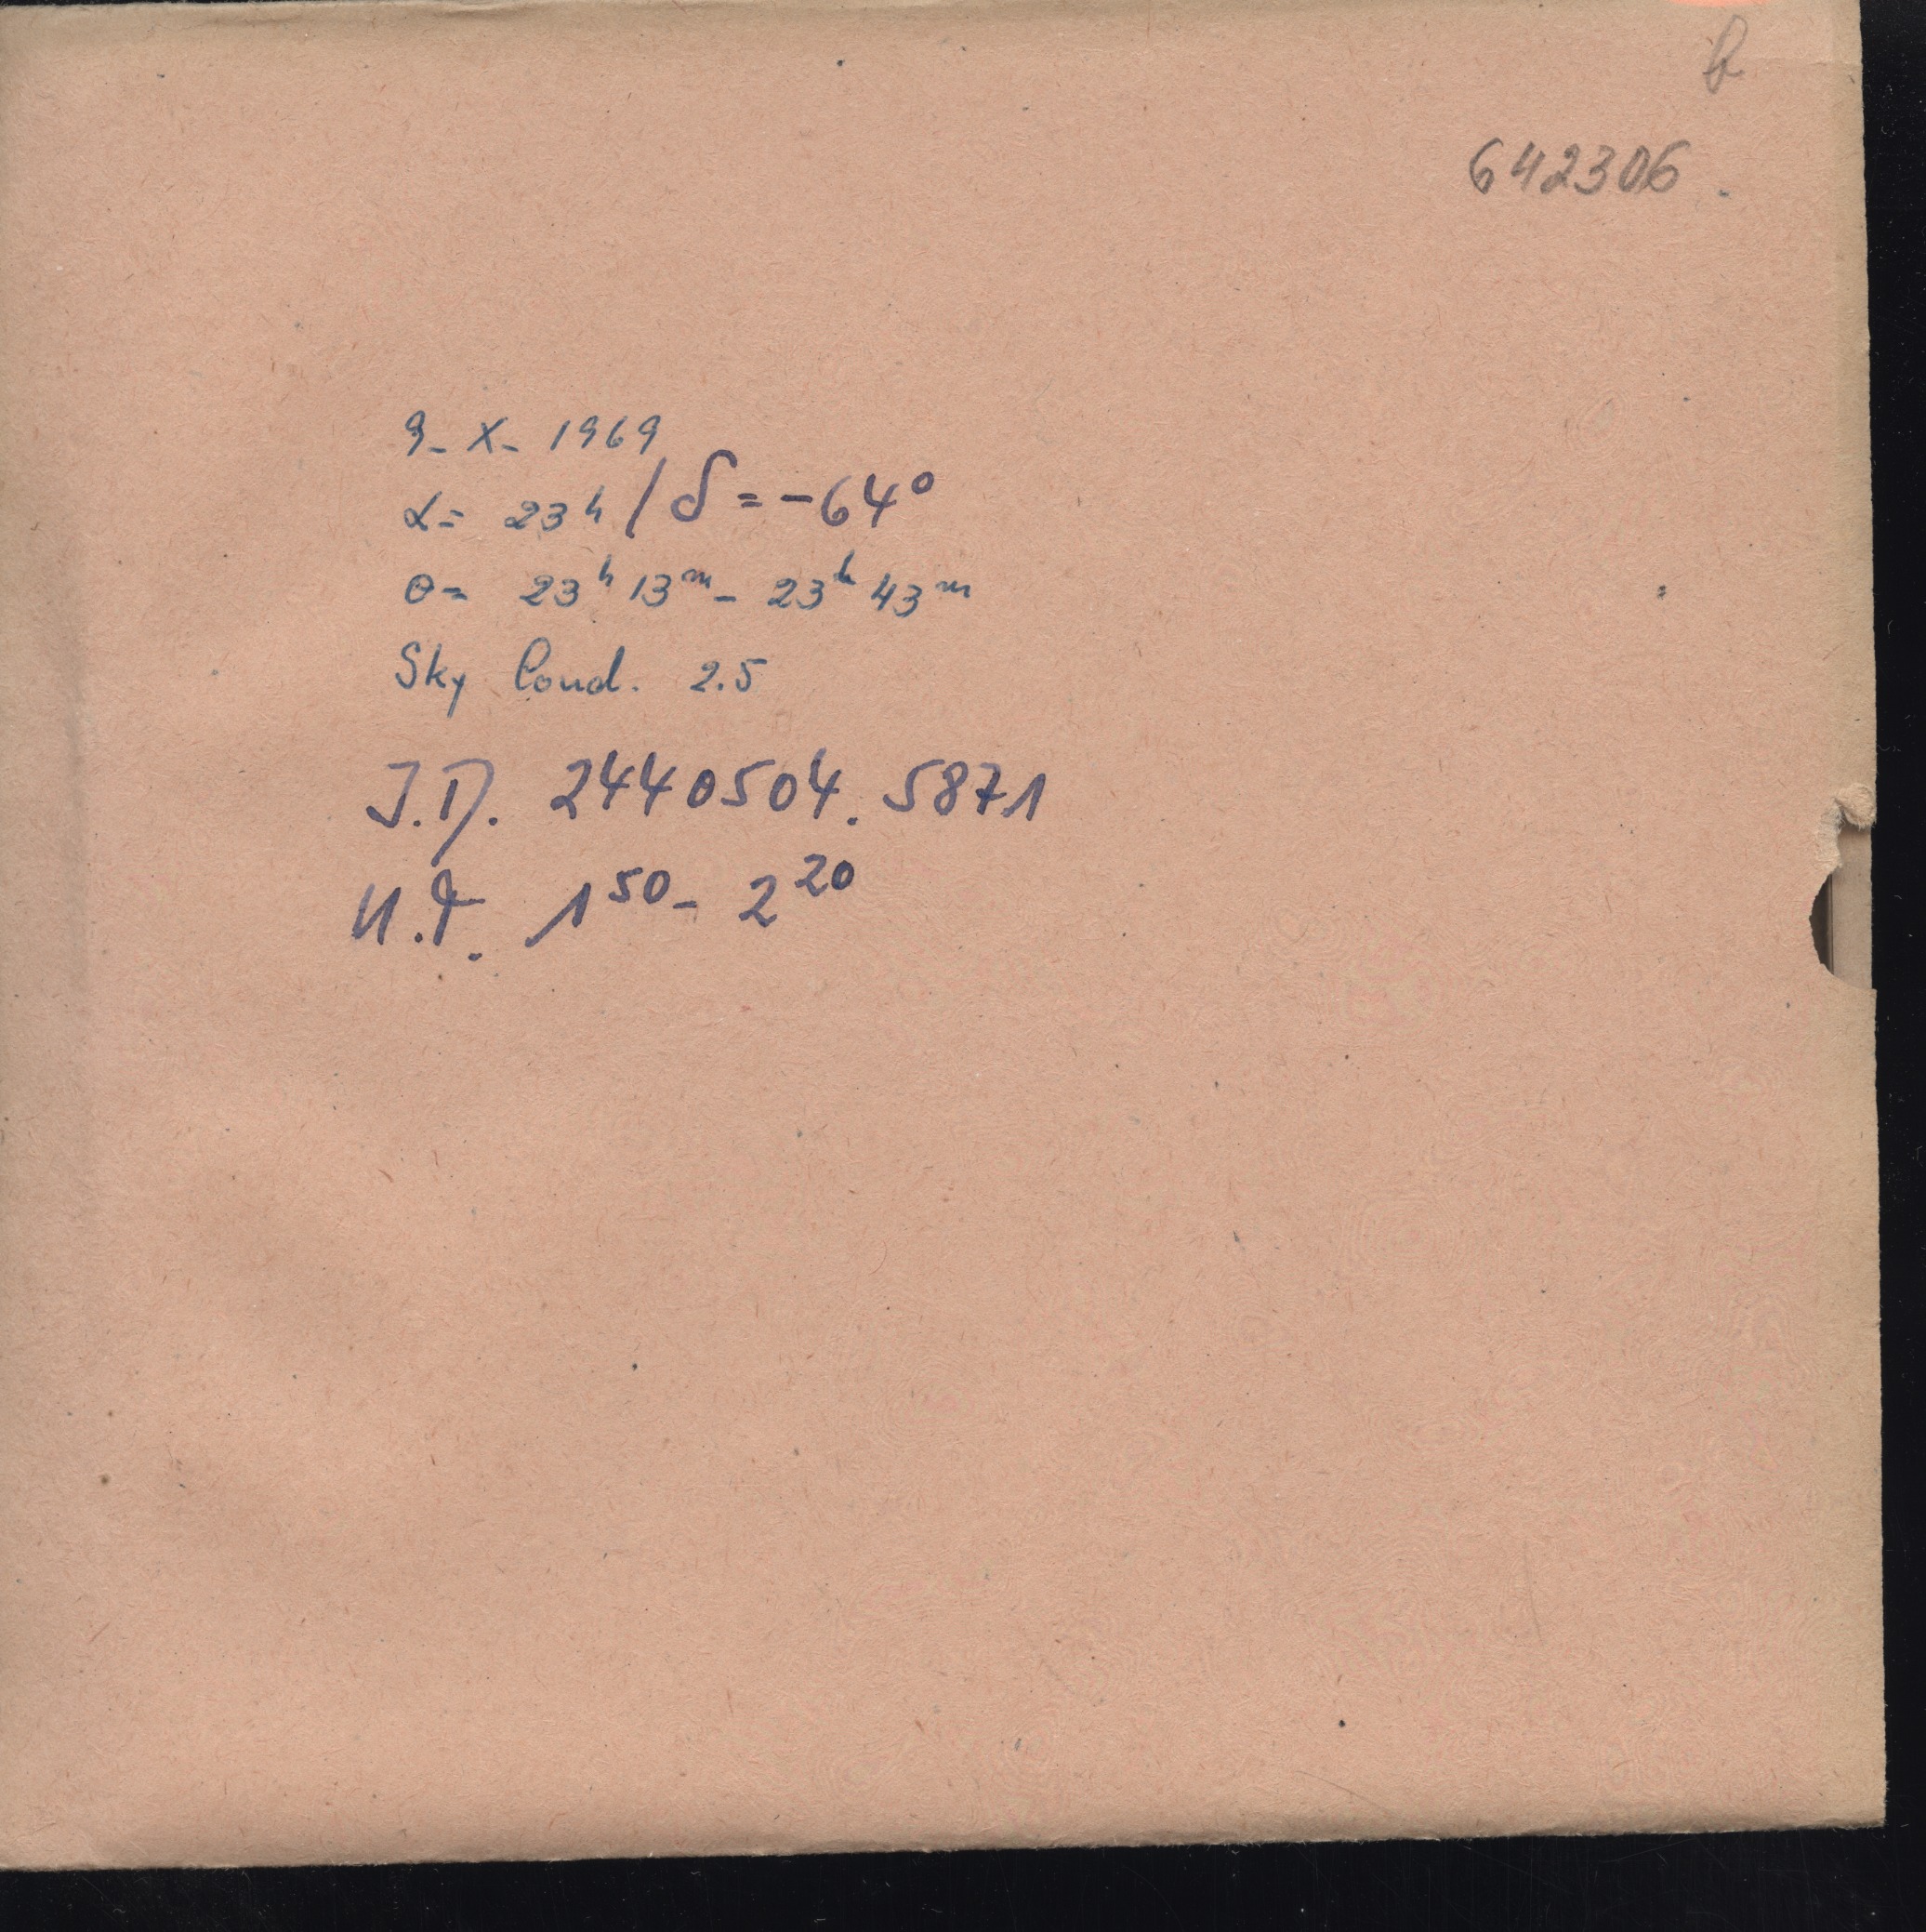 b
642306.
9-X-1969
α= 23ʰ / δ = -64°
θ= 23ʰ 13ᵐ - 23ʰ 43ᵐ
Sky Cond. 2.5
J.D. 2440504.5871
U.T. 1⁵⁰- 2²⁰